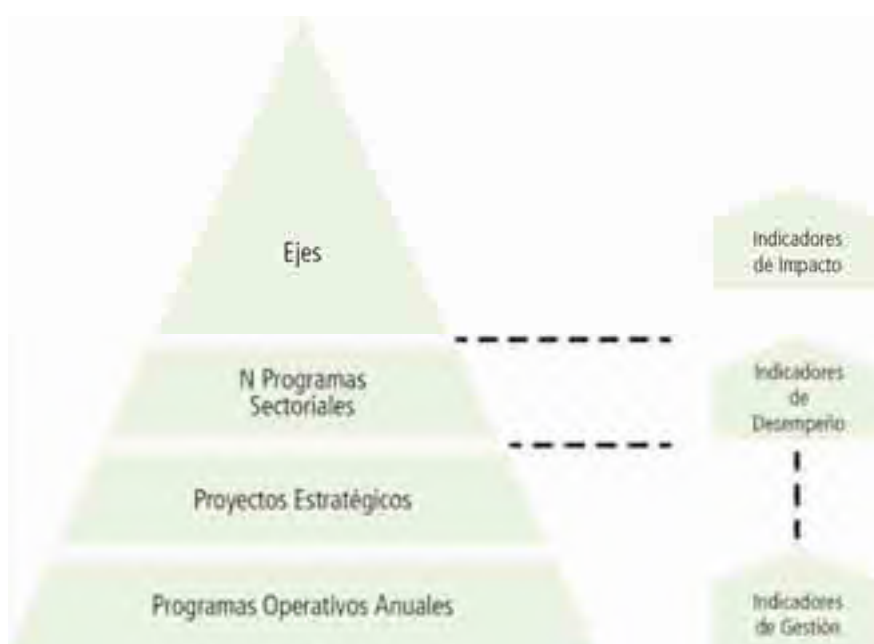 Ejes
Indicadores
de Impacto
N Programas
Sectoriales
Indicadores
de
Desempeño
Proyectos Estratégicos
Programas Operativos Anuales
Indicadores
de Gestión